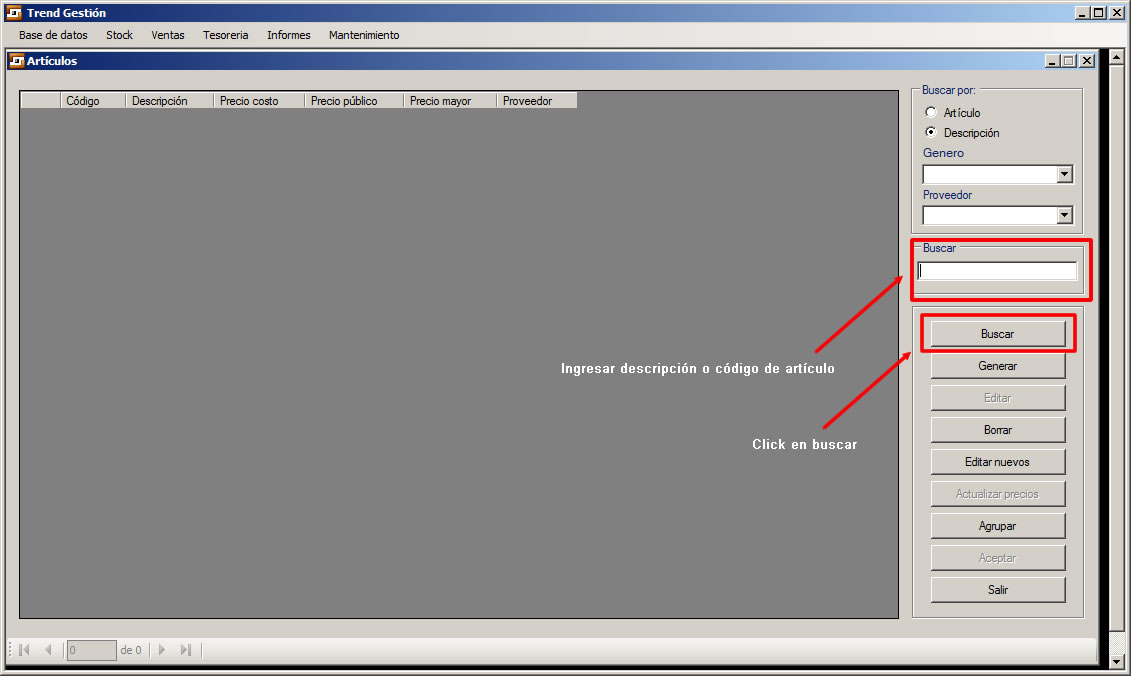 Trend Gestión
Base de datos Stock Ventas Tesoreria Informes Mantenimiento
Artículos
Código Descripción Precio costo Precio público Precio mayor Proveedor
Buscar por:
Artículo
Descripción
Genero
Proveedor
Buscar
Buscar
Ingresar descripción o código de artículo
Generar
Editar
Borrar
Click en buscar
Editar nuevos
Actualizar precios
Agrupar
Aceptar
Salir
0 de 0